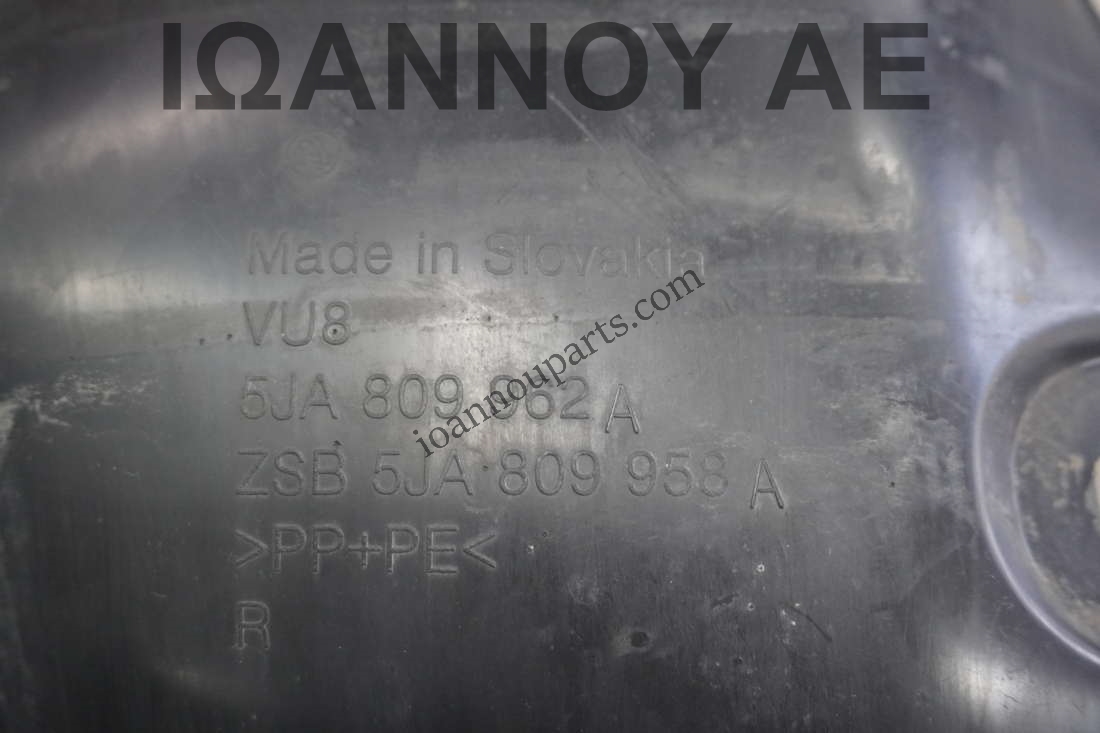 ΙΩΑΝΝΟΥ ΑΕ
Made in Slovakia
VU8
5JA 809 962 A
ZSB 5JA 809 958 A
>PP+PE<
R
ioannouparts.com